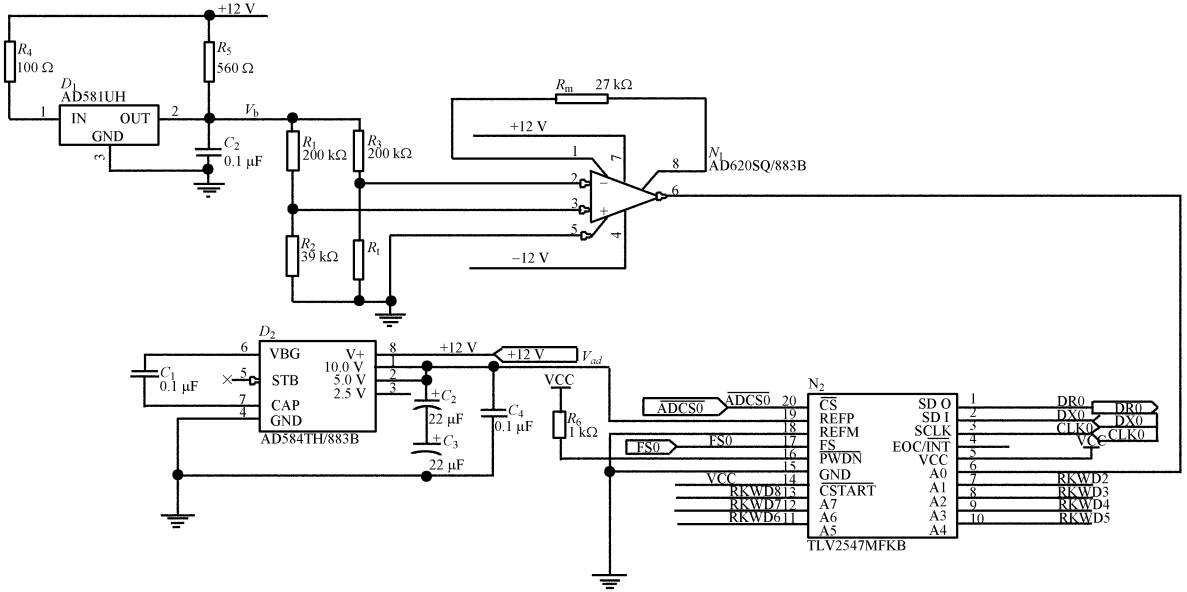 +12 V
R4
100 Ω
R5
560 Ω
D1
AD581UH
1
IN
OUT
2
GND
3
Vb
C2
0.1 μF
R1
200 kΩ
R3
200 kΩ
R2
39 kΩ
Rt
Rm
27 kΩ
+12 V
1
7
8
N1
AD620SQ/883B
2
−
3
+
6
5
4
−12 V
D2
6
VBG
V+
8
+12 V
+12 V
Vad
10.0 V
1
5
STB
5.0 V
2
2.5 V
3
C1
0.1 μF
7
CAP
4
GND
AD584TH/883B
+C2
22 μF
+C3
22 μF
C4
0.1 μF
VCC
R6
1 kΩ
N2
ADCS0
ADCS0
20
CS
SD O
1
DR0
DR0
19
REFP
SD I
2
DX0
DX0
18
REFM
SCLK
3
CLK0
CLK0
FS0
FS0
17
FS
EOC/INT
4
VCC
16
PWDN
VCC
5
15
GND
A0
6
VCC
14
CSTART
A1
7
RKWD2
RKWD8
13
A7
A2
8
RKWD3
RKWD7
12
A6
A3
9
RKWD4
RKWD6
11
A5
A4
10
RKWD5
TLV2547MFKB